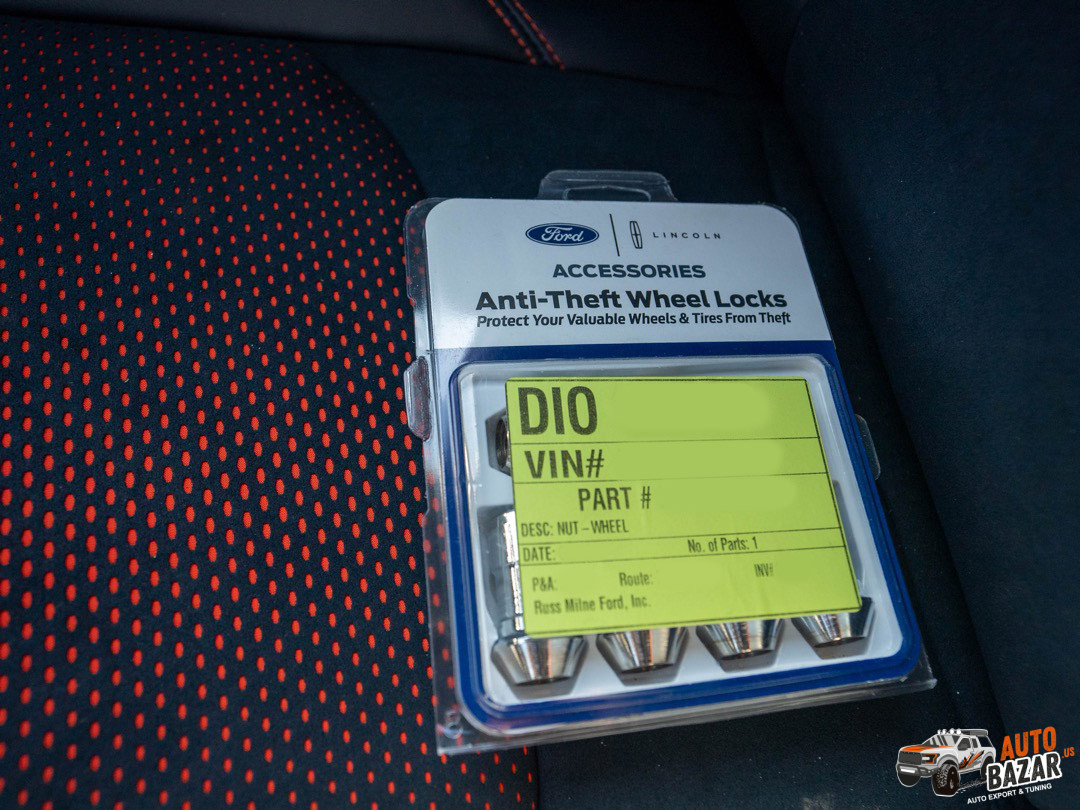 Ford LINCOLN
ACCESSORIES
Anti-Theft Wheel Locks
Protect Your Valuable Wheels & Tires From Theft
DIO
VIN#
PART #
DESC: NUT – WHEEL
DATE: No. of Parts: 1
P&A: Route: INV#
Russ Milne Ford, Inc.
AUTO
BAZAR.US
AUTO EXPORT & TUNING